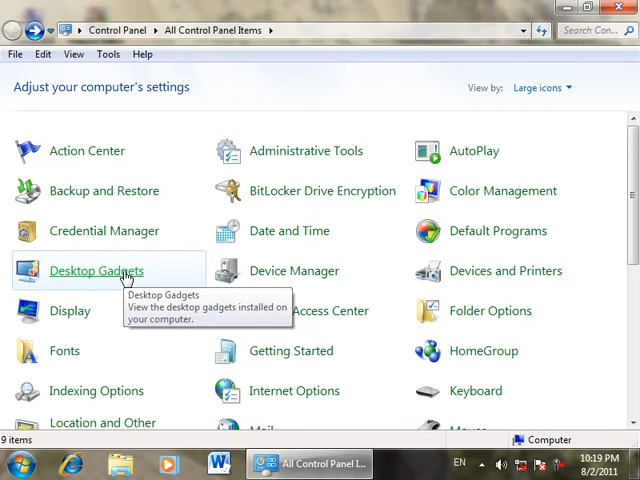 Control Panel
All Control Panel Items
Search Con...
File Edit View Tools Help
Adjust your computer's settings
View by: Large icons
Action Center Administrative Tools AutoPlay
Backup and Restore BitLocker Drive Encryption Color Management
Credential Manager Date and Time Default Programs
Desktop Gadgets Device Manager Devices and Printers
Desktop Gadgets
View the desktop gadgets installed on
your computer.
Display Access Center Folder Options
Fonts Getting Started HomeGroup
Indexing Options Internet Options Keyboard
Location and Other Mail Mouse
9 items Computer
All Control Panel I...
EN
10:19 PM
8/2/2011